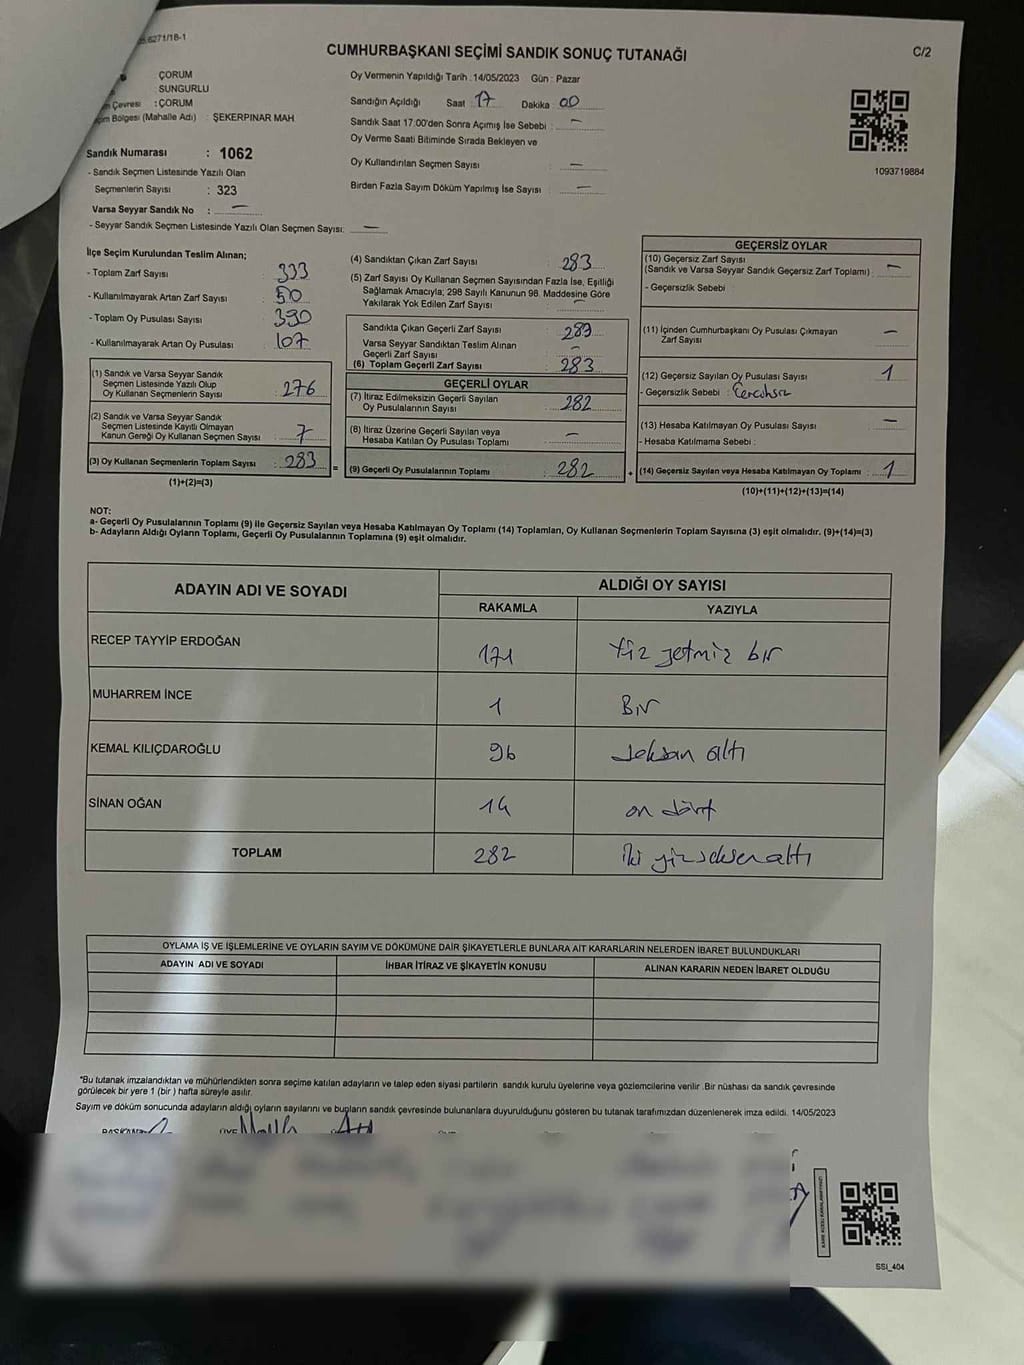 6271/18-1
CUMHURBAŞKANI SEÇİMİ SANDIK SONUÇ TUTANAĞI
C/2
ÇORUM
SUNGURLU
Çevresi : ÇORUM
Bölgesi (Mahalle Adı) : ŞEKERPINAR MAH
Sandık Numarası : 1062
- Sandık Seçmen Listesinde Yazılı Olan
Seçmenlerin Sayısı : 323
Varsa Seyyar Sandık No : —
- Seyyar Sandık Seçmen Listesinde Yazılı Olan Seçmen Sayısı: —
Oy Vermenin Yapıldığı Tarih : 14/05/2023 Gün : Pazar
Sandığın Açıldığı Saat : 17 Dakika : 00
Sandık Saat 17:00'den Sonra Açımış İse Sebebi : —
Oy Verme Saati Bitiminde Sırada Bekleyen ve
Oy Kullandırılan Seçmen Sayısı : —
Birden Fazla Sayım Döküm Yapılmış İse Sayısı : —
1093719884
İlçe Seçim Kurulundan Teslim Alınan;
- Toplam Zarf Sayısı : 333
- Kullanılmayarak Artan Zarf Sayısı : 50
- Toplam Oy Pusulası Sayısı : 390
- Kullanılmayarak Artan Oy Pusulası : 107
(1) Sandık ve Varsa Seyyar Sandık
Seçmen Listesinde Yazılı Olup
Oy Kullanan Seçmenlerin Sayısı : 276
(2) Sandık ve Varsa Seyyar Sandık
Seçmen Listesinde Kayıtlı Olmayan
Kanun Gereği Oy Kullanan Seçmen Sayısı : 7
(3) Oy Kullanan Seçmenlerin Toplam Sayısı : 283
(1)+(2)=(3)
(4) Sandıktan Çıkan Zarf Sayısı : 283
(5) Zarf Sayısı Oy Kullanan Seçmen Sayısından Fazla İse, Eşitliği
Sağlamak Amacıyla; 298 Sayılı Kanunun 98. Maddesine Göre
Yakılarak Yok Edilen Zarf Sayısı : —
Sandıkta Çıkan Geçerli Zarf Sayısı : 283
Varsa Seyyar Sandıktan Teslim Alınan
Geçerli Zarf Sayısı : —
(6) Toplam Geçerli Zarf Sayısı : 283
GEÇERLİ OYLAR
(7) İtiraz Edilmeksizin Geçerli Sayılan
Oy Pusulalarının Sayısı : 282
(8) İtiraz Üzerine Geçerli Sayılan veya
Hesaba Katılan Oy Pusulası Toplamı : —
= (9) Geçerli Oy Pusulalarının Toplamı : 282 +
GEÇERSİZ OYLAR
(10) Geçersiz Zarf Sayısı
(Sandık ve Varsa Seyyar Sandık Geçersiz Zarf Toplamı) : —
- Geçersizlik Sebebi :
(11) İçinden Cumhurbaşkanı Oy Pusulası Çıkmayan
Zarf Sayısı : —
(12) Geçersiz Sayılan Oy Pusulası Sayısı : 1
- Geçersizlik Sebebi :
(13) Hesaba Katılmayan Oy Pusulası Sayısı : —
- Hesaba Katılmama Sebebi :
(14) Geçersiz Sayılan veya Hesaba Katılmayan Oy Toplamı : 1
(10)+(11)+(12)+(13)=(14)
NOT:
a- Geçerli Oy Pusulalarının Toplamı (9) ile Geçersiz Sayılan veya Hesaba Katılmayan Oy Toplamı (14) Toplamları, Oy Kullanan Seçmenlerin Toplam Sayısına (3) eşit olmalıdır. (9)+(14)=(3)
b- Adayların Aldığı Oyların Toplamı, Geçerli Oy Pusulalarının Toplamına (9) eşit olmalıdır.
ADAYIN ADI VE SOYADI
ALDIĞI OY SAYISI
RAKAMLA YAZIYLA
RECEP TAYYİP ERDOĞAN 171 Yüz yetmiz bir
MUHARREM İNCE 1 Bir
KEMAL KILIÇDAROĞLU 96 seksan altı
SİNAN OĞAN 14 on dört
TOPLAM 282 iki yüz seksen altı
OYLAMA İŞ VE İŞLEMLERİNE VE OYLARIN SAYIM VE DÖKÜMÜNE DAİR ŞİKAYETLERLE BUNLARA AİT KARARLARIN NELERDEN İBARET BULUNDUKLARI
ADAYIN ADI VE SOYADI İHBAR İTİRAZ VE ŞİKAYETİN KONUSU ALINAN KARARIN NEDEN İBARET OLDUĞU
*Bu tutanak imzalandıktan ve mühürlendikten sonra seçime katılan adayların ve talep eden siyasi partilerin sandık kurulu üyelerine veya gözlemcilerine verilir .Bir nüshası da sandık çevresinde
görülecek bir yere 1 (bir ) hafta süreyle asılır.
Sayım ve döküm sonucunda adayların aldığı oyların sayılarını ve bunların sandık çevresinde bulunanlara duyurulduğunu gösteren bu tutanak tarafımızdan düzenlenerek imza edildi. 14/05/2023
BAŞKAN ÜYE
SSI_404